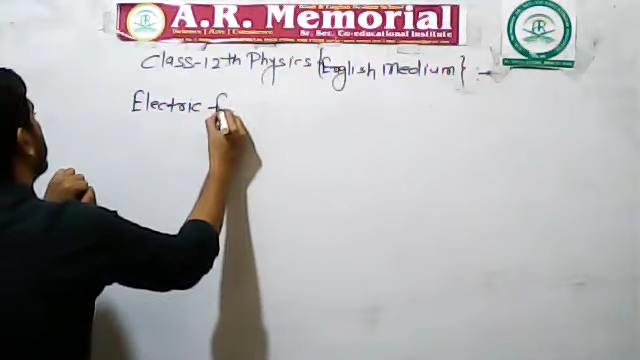 A.R. Memorial
Science | Arts | Commerce
Sr. Sec. Co-educational Institute
Class-12th Physics {English Medium} :-
Electric f